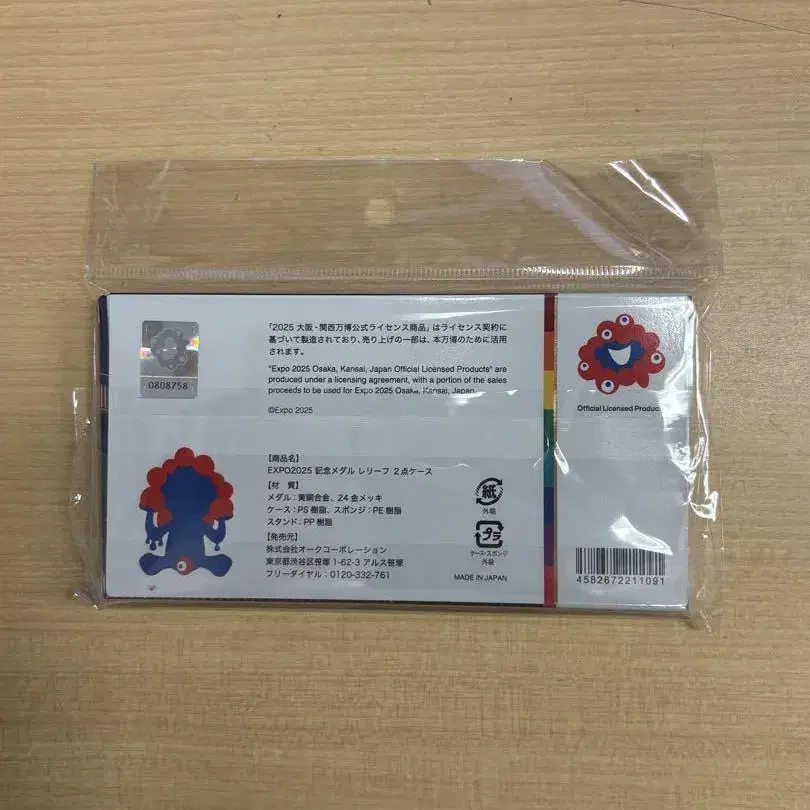 「2025 大阪・関西万博公式ライセンス商品」はライセンス契約に
基づいて製造されており、売り上げの一部は、本万博のために活用
されます。
"Expo 2025 Osaka, Kansai, Japan Official Licensed Products" are
produced under a licensing agreement, with a portion of the sales
proceeds to be used for Expo 2025 Osaka, Kansai, Japan.
©Expo 2025
0808758
Official Licensed Product
【商品名】
EXPO2025 記念メダル レリーフ 2点ケース
【材 質】
メダル：黄銅合金、24金メッキ
ケース：PS樹脂、スポンジ：PE樹脂
スタンド：PP樹脂
【発売元】
株式会社オークコーポレーション
東京都渋谷区笹塚 1-62-3 アルス笹塚
フリーダイヤル：0120-332-761
紙
外箱
プラ
ケース・スポンジ
外袋
MADE IN JAPAN
4582672211091